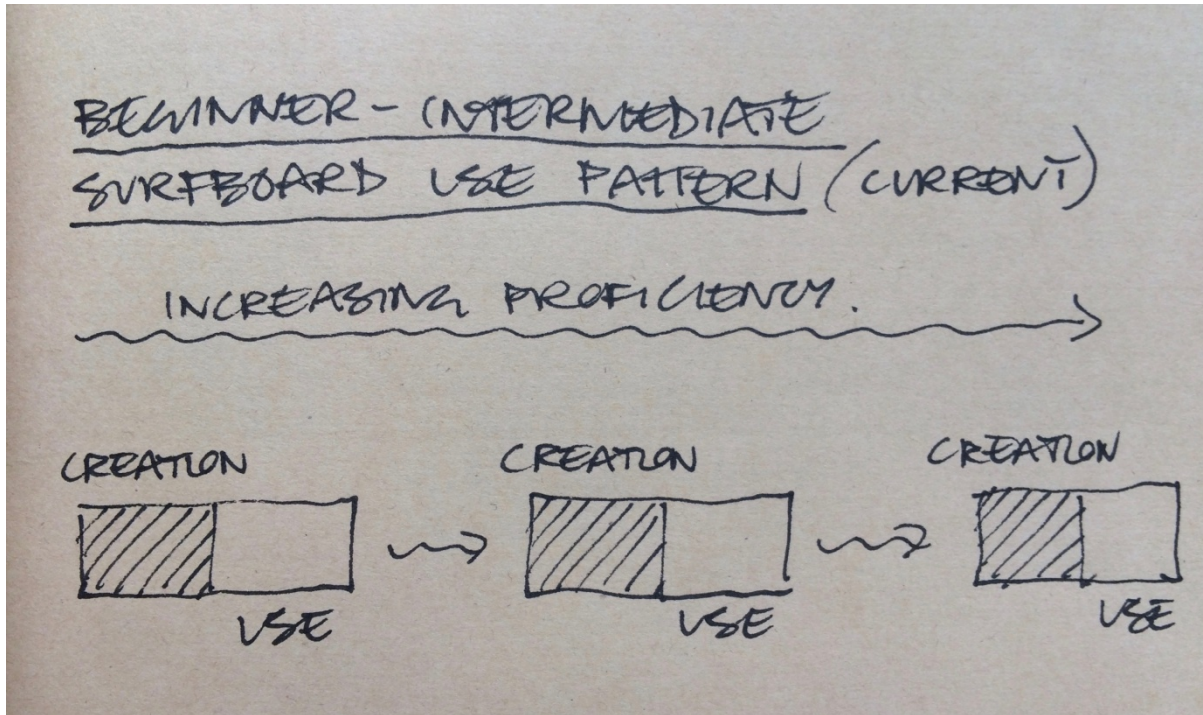 BEGINNER - INTERMEDIATE
SURFBOARD USE PATTERN (CURRENT)
INCREASING PROFICIENCY.
CREATION CREATION CREATION
USE USE USE